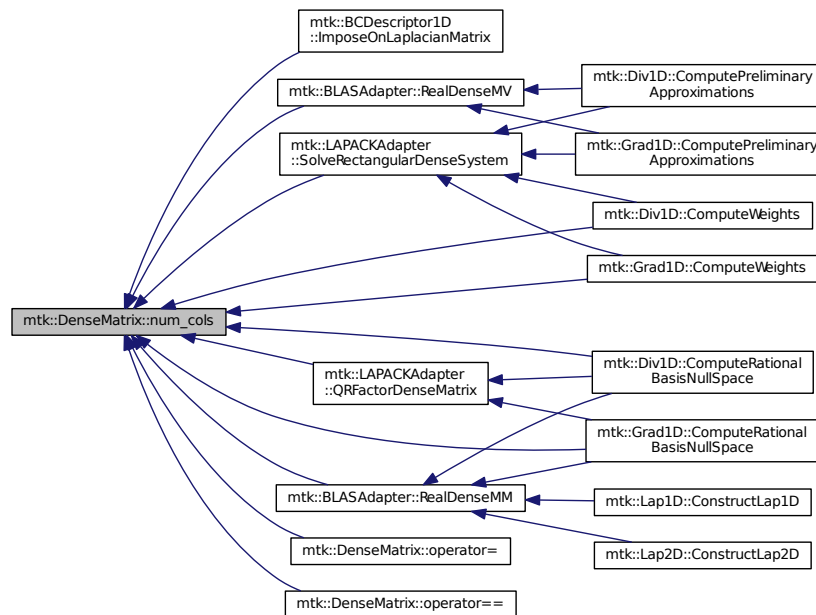 mtk::BCDescriptor1D
::ImposeOnLaplacianMatrix
mtk::BLASAdapter::RealDenseMV
mtk::Div1D::ComputePreliminary
Approximations
mtk::LAPACKAdapter
::SolveRectangularDenseSystem
mtk::Grad1D::ComputePreliminary
Approximations
mtk::Div1D::ComputeWeights
mtk::Grad1D::ComputeWeights
mtk::DenseMatrix::num_cols
mtk::LAPACKAdapter
::QRFactorDenseMatrix
mtk::Div1D::ComputeRational
BasisNullSpace
mtk::Grad1D::ComputeRational
BasisNullSpace
mtk::BLASAdapter::RealDenseMM
mtk::Lap1D::ConstructLap1D
mtk::DenseMatrix::operator=
mtk::Lap2D::ConstructLap2D
mtk::DenseMatrix::operator==